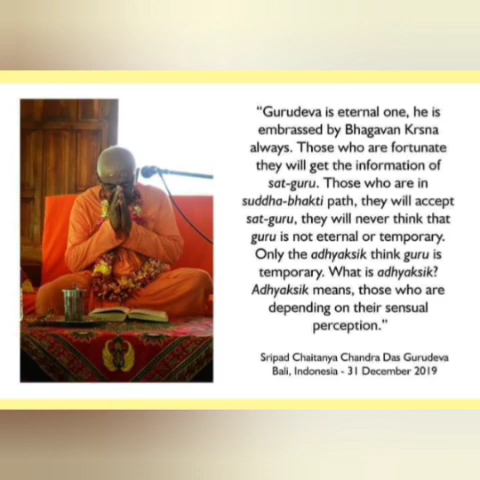 “Gurudeva is eternal one, he is
embrassed by Bhagavan Krsna
always. Those who are fortunate
they will get the information of
sat-guru. Those who are in
suddha-bhakti path, they will accept
sat-guru, they will never think that
guru is not eternal or temporary.
Only the adhyaksik think guru is
temporary. What is adhyaksik?
Adhyaksik means, those who are
depending on their sensual
perception.”
Sripad Chaitanya Chandra Das Gurudeva
Bali, Indonesia - 31 December 2019